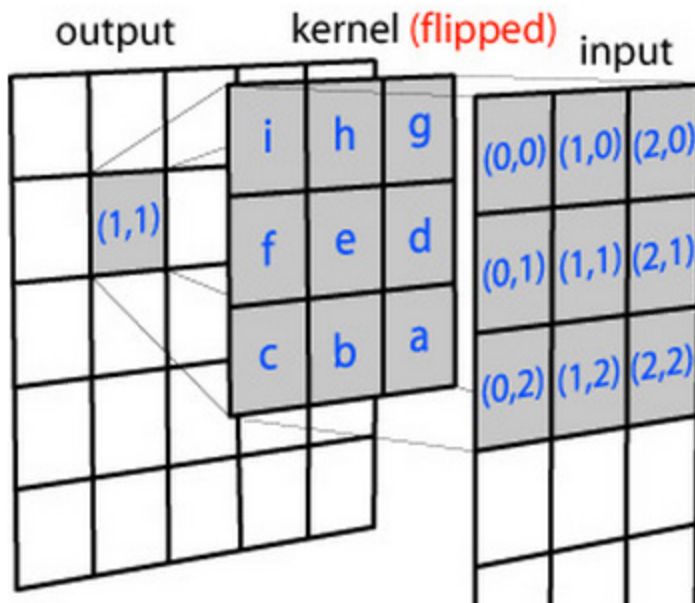 output kernel (flipped) input
i h g
f e d
c b a
(1,1)
(0,0) (1,0) (2,0)
(0,1) (1,1) (2,1)
(0,2) (1,2) (2,2)